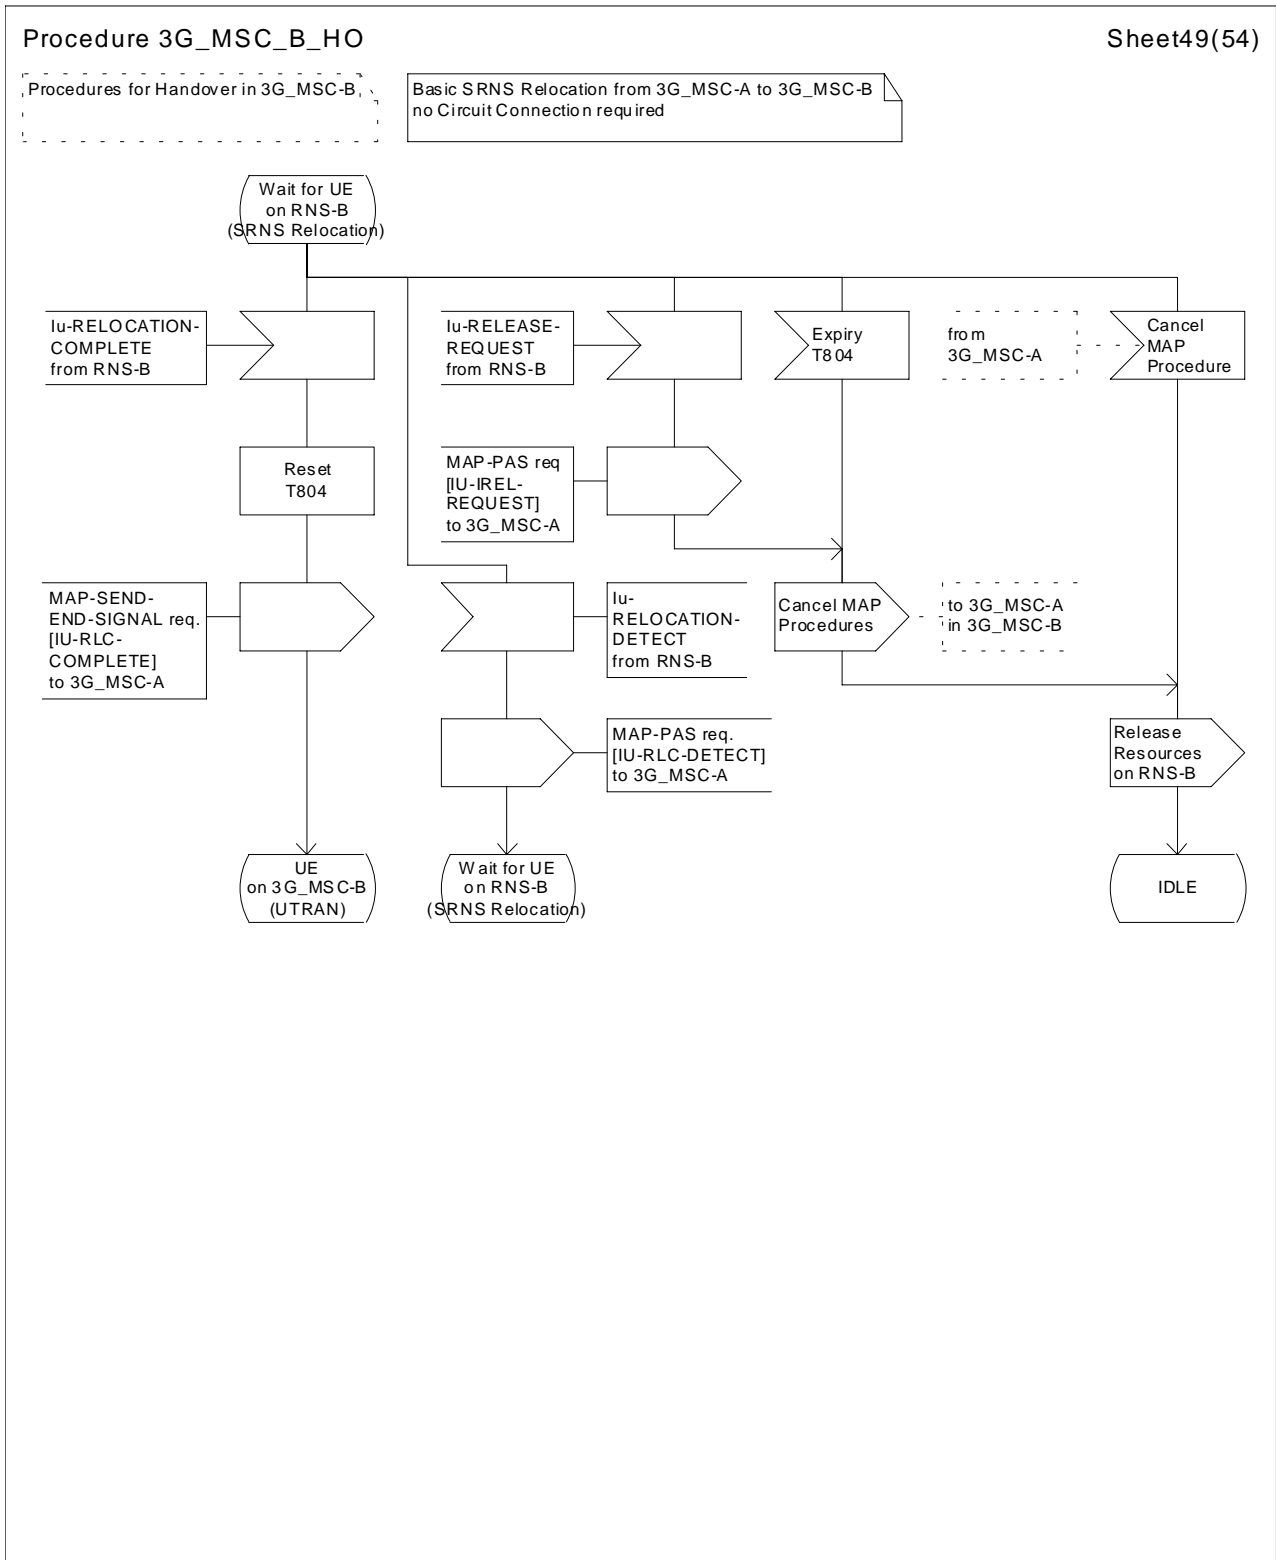 Procedure 3G_MSC_B_HO
Sheet49(54)
Procedures for Handover in 3G_MSC-B
Basic SRNS Relocation from 3G_MSC-A to 3G_MSC-B
no Circuit Connection required
Wait for UE
on RNS-B
(SRNS Relocation)
Iu-RELOCATION-
COMPLETE
from RNS-B
Iu-RELEASE-
REQUEST
from RNS-B
Expiry
T804
from
3G_MSC-A
Cancel
MAP
Procedure
Reset
T804
MAP-PAS req
[IU-IREL-
REQUEST]
to 3G_MSC-A
MAP-SEND-
END-SIGNAL req.
[IU-RLC-
COMPLETE]
to 3G_MSC-A
Iu-
RELOCATION-
DETECT
from RNS-B
Cancel MAP
Procedures
to 3G_MSC-A
in 3G_MSC-B
MAP-PAS req.
[IU-RLC-DETECT]
to 3G_MSC-A
Release
Resources
on RNS-B
UE
on 3G_MSC-B
(UTRAN)
Wait for UE
on RNS-B
(SRNS Relocation)
IDLE